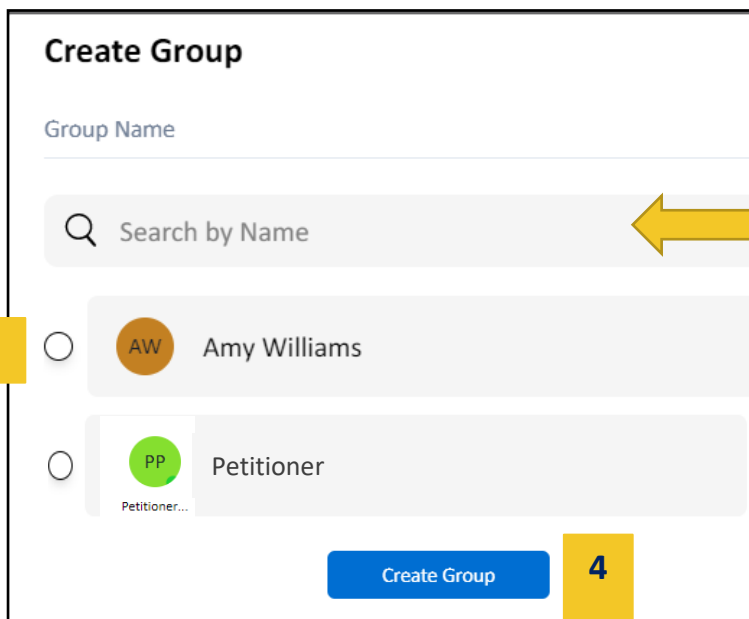 Create Group
Group Name
Search by Name
AW Amy Williams
PP Petitioner
Petitioner...
Create Group 4